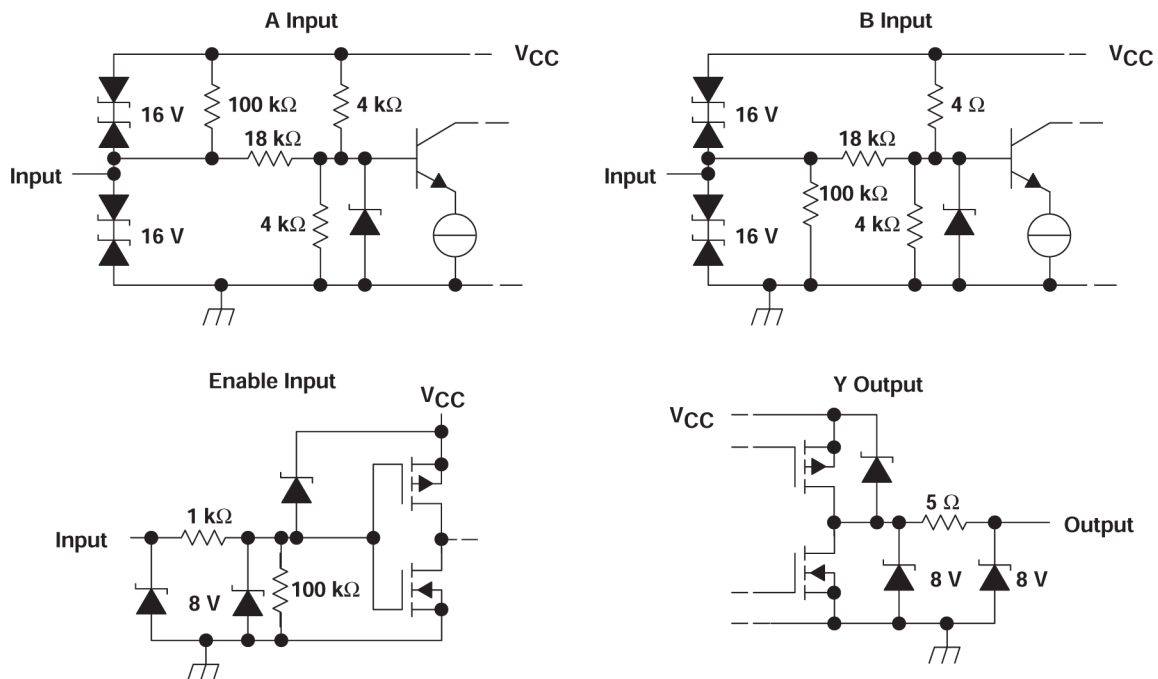 A Input
VCC
16 V
100 kΩ
4 kΩ
18 kΩ
Input
16 V
4 kΩ
B Input
VCC
16 V
4 Ω
18 kΩ
Input
100 kΩ
16 V
4 kΩ
Enable Input
VCC
1 kΩ
Input
8 V
100 kΩ
Y Output
VCC
5 Ω
Output
8 V
8 V